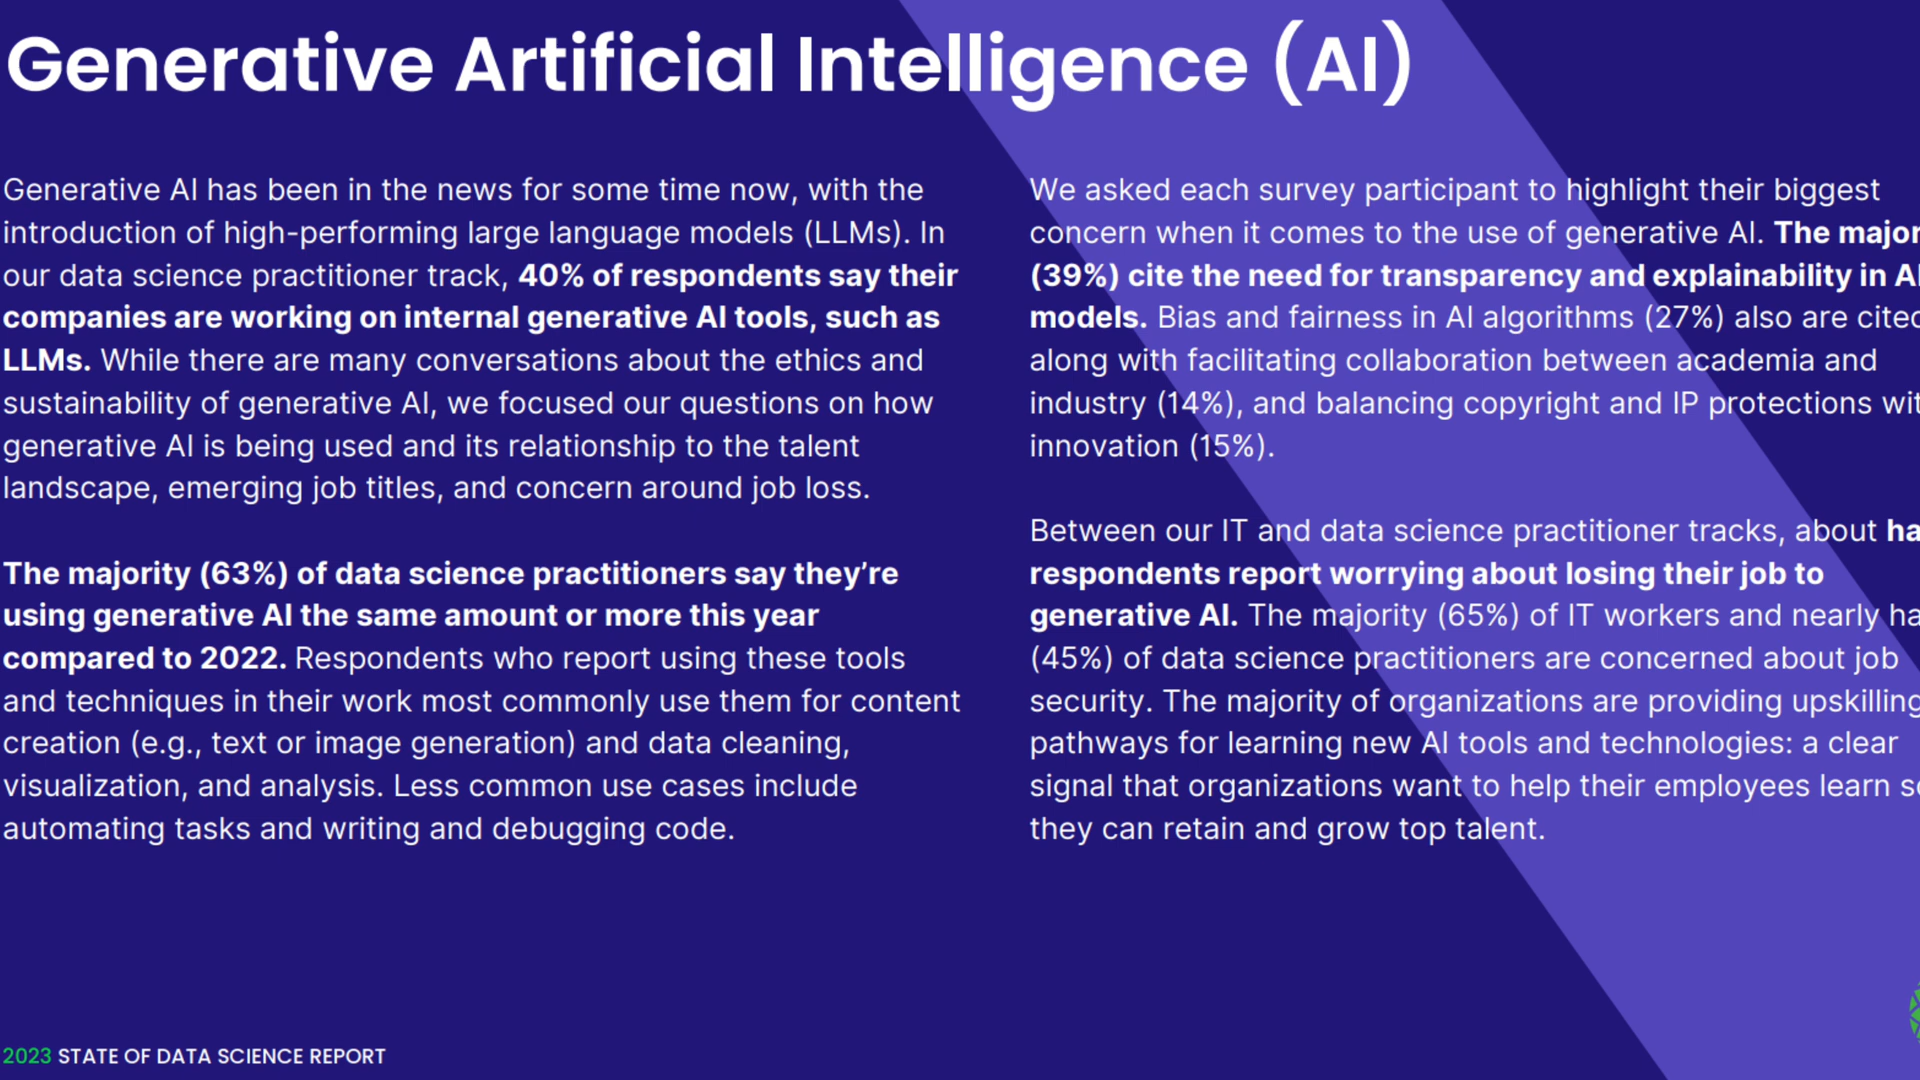 Generative Artificial Intelligence (AI)
Generative AI has been in the news for some time now, with the
introduction of high-performing large language models (LLMs). In
our data science practitioner track, 40% of respondents say their
companies are working on internal generative AI tools, such as
LLMs. While there are many conversations about the ethics and
sustainability of generative AI, we focused our questions on how
generative AI is being used and its relationship to the talent
landscape, emerging job titles, and concern around job loss.
The majority (63%) of data science practitioners say they’re
using generative AI the same amount or more this year
compared to 2022. Respondents who report using these tools
and techniques in their work most commonly use them for content
creation (e.g., text or image generation) and data cleaning,
visualization, and analysis. Less common use cases include
automating tasks and writing and debugging code.
We asked each survey participant to highlight their biggest
concern when it comes to the use of generative AI. The major
(39%) cite the need for transparency and explainability in AI
models. Bias and fairness in AI algorithms (27%) also are cited
along with facilitating collaboration between academia and
industry (14%), and balancing copyright and IP protections wit
innovation (15%).
Between our IT and data science practitioner tracks, about ha
respondents report worrying about losing their job to
generative AI. The majority (65%) of IT workers and nearly ha
(45%) of data science practitioners are concerned about job
security. The majority of organizations are providing upskilling
pathways for learning new AI tools and technologies: a clear
signal that organizations want to help their employees learn so
they can retain and grow top talent.
2023 STATE OF DATA SCIENCE REPORT